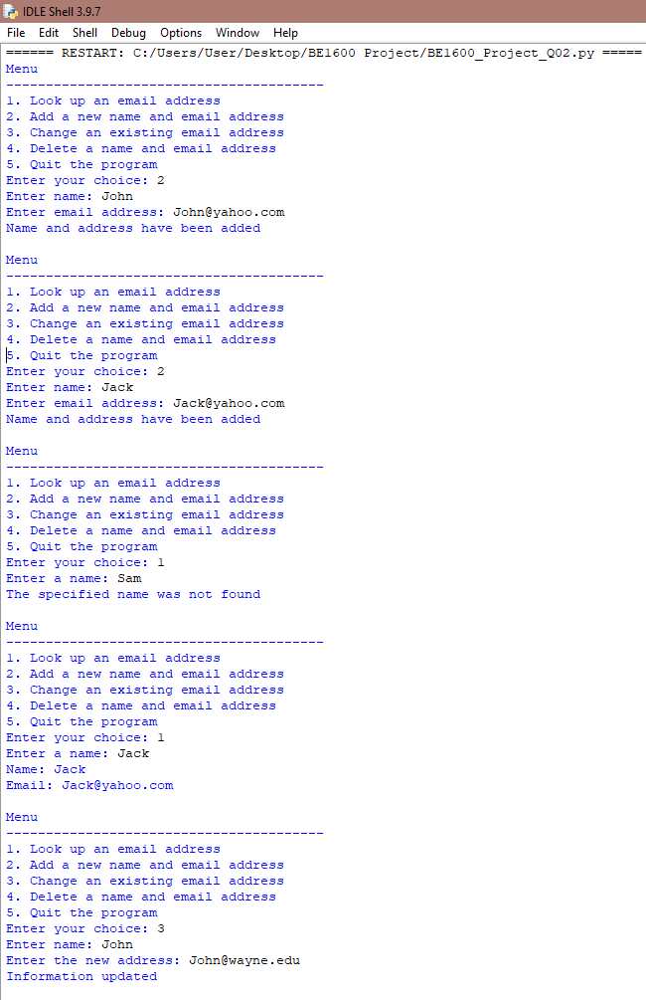 IDLE Shell 3.9.7
File Edit Shell Debug Options Window Help
====== RESTART: C:/Users/User/Desktop/BE1600 Project/BE1600_Project_Q02.py =====
Menu
----------------------------------------
1. Look up an email address
2. Add a new name and email address
3. Change an existing email address
4. Delete a name and email address
5. Quit the program
Enter your choice: 2
Enter name: John
Enter email address: John@yahoo.com
Name and address have been added
Menu
----------------------------------------
1. Look up an email address
2. Add a new name and email address
3. Change an existing email address
4. Delete a name and email address
5. Quit the program
Enter your choice: 2
Enter name: Jack
Enter email address: Jack@yahoo.com
Name and address have been added
Menu
----------------------------------------
1. Look up an email address
2. Add a new name and email address
3. Change an existing email address
4. Delete a name and email address
5. Quit the program
Enter your choice: 1
Enter a name: Sam
The specified name was not found
Menu
----------------------------------------
1. Look up an email address
2. Add a new name and email address
3. Change an existing email address
4. Delete a name and email address
5. Quit the program
Enter your choice: 1
Enter a name: Jack
Name: Jack
Email: Jack@yahoo.com
Menu
----------------------------------------
1. Look up an email address
2. Add a new name and email address
3. Change an existing email address
4. Delete a name and email address
5. Quit the program
Enter your choice: 3
Enter name: John
Enter the new address: John@wayne.edu
Information updated